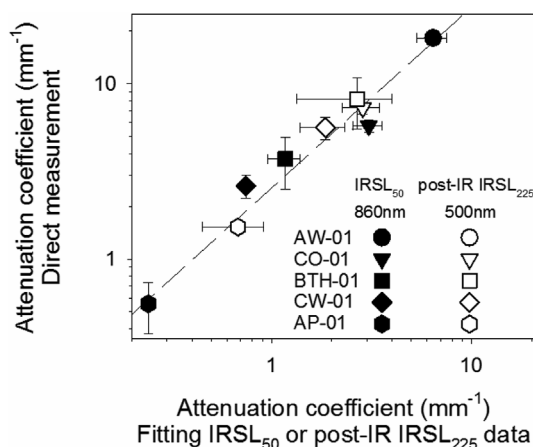 Attenuation coefficient (mm⁻¹)
Direct measurement
10
1
IRSL₅₀ post-IR IRSL₂₂₅
860nm 500nm
AW-01
CO-01
BTH-01
CW-01
AP-01
1 10
Attenuation coefficient (mm⁻¹)
Fitting IRSL₅₀ or post-IR IRSL₂₂₅ data